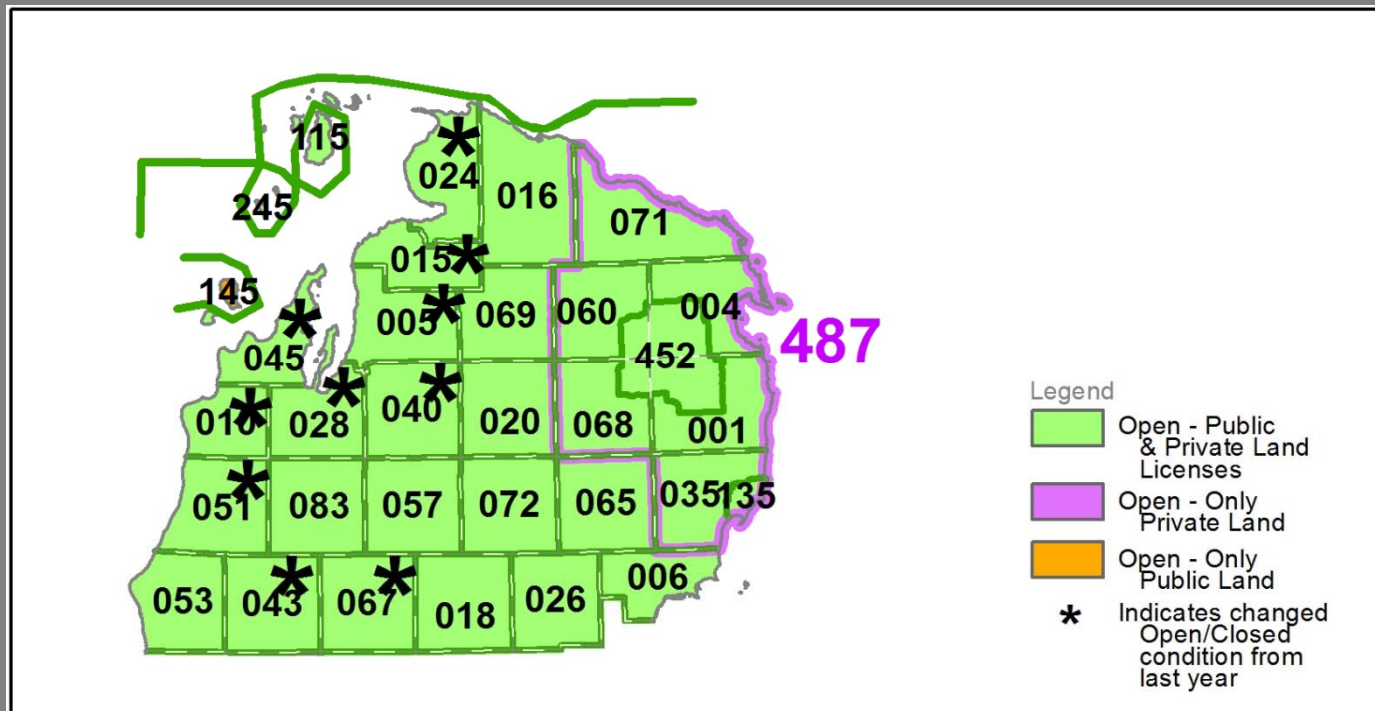 115
024
016
245
071
015
145
005
069
060
004
487
045
452
010
028
040
020
068
001
051
083
057
072
065
035
135
053
043
067
018
026
006
Legend
Open - Public
& Private Land
Licenses
Open - Only
Private Land
Open - Only
Public Land
* Indicates changed
Open/Closed
condition from
last year